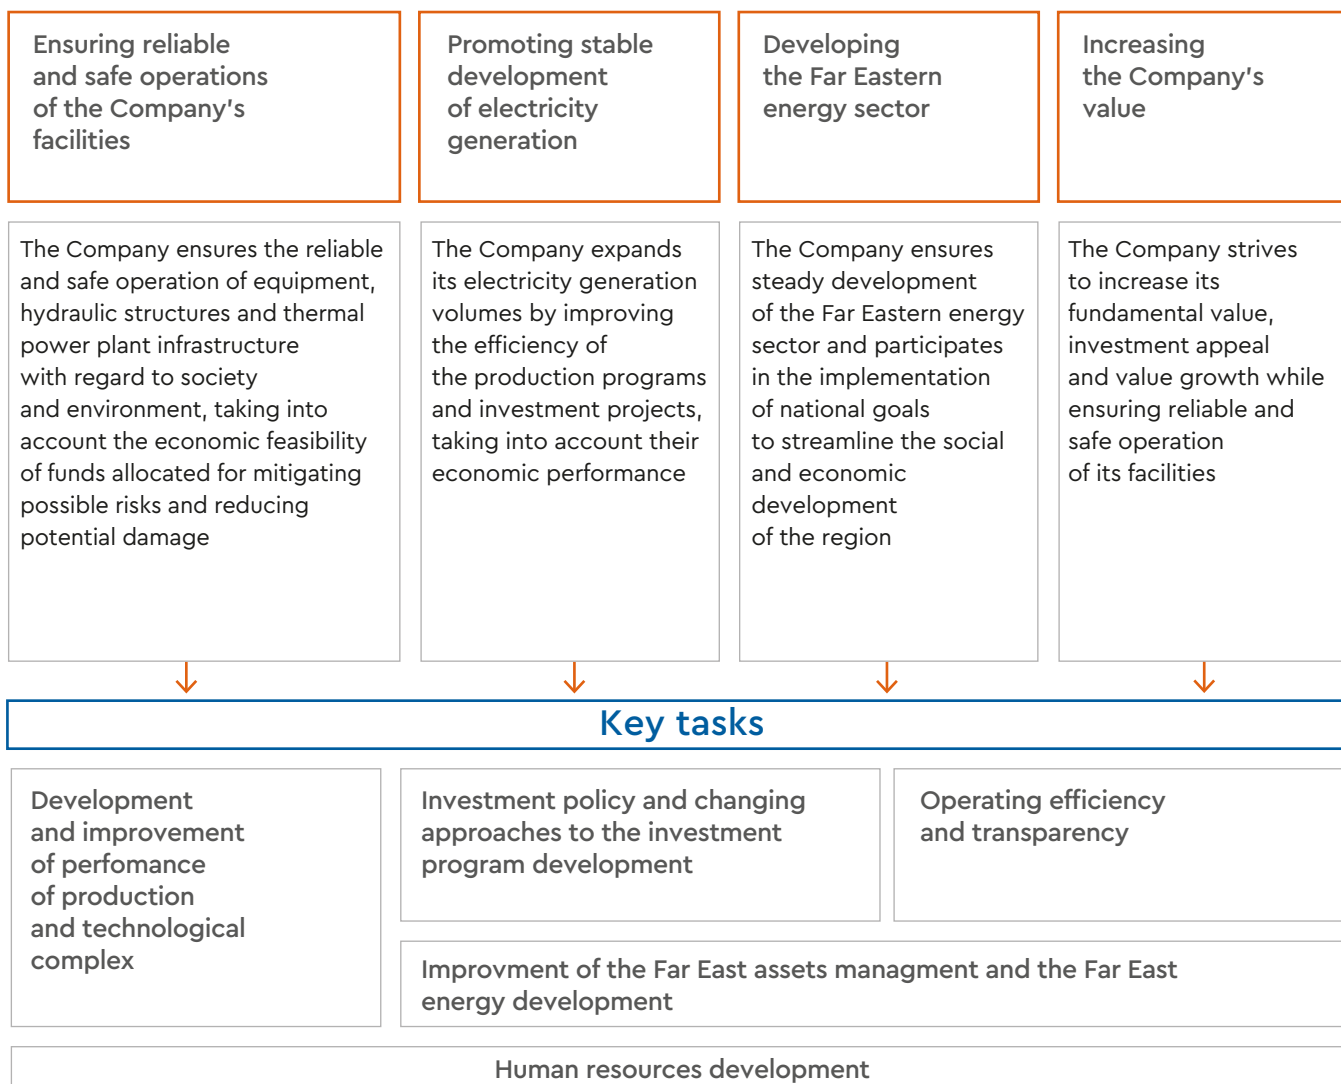 Ensuring reliable
and safe operations
of the Company's
facilities
Promoting stable
development
of electricity
generation
Developing
the Far Eastern
energy sector
Increasing
the Company's
value
The Company ensures the reliable
and safe operation of equipment,
hydraulic structures and thermal
power plant infrastructure
with regard to society
and environment, taking into
account the economic feasibility
of funds allocated for mitigating
possible risks and reducing
potential damage
The Company expands
its electricity generation
volumes by improving
the efficiency of
the production programs
and investment projects,
taking into account their
economic performance
The Company ensures
steady development
of the Far Eastern energy
sector and participates
in the implementation
of national goals
to streamline the social
and economic
development
of the region
The Company strives
to increase its
fundamental value,
investment appeal
and value growth while
ensuring reliable and
safe operation
of its facilities
Key tasks
Development
and improvement
of perfomance
of production
and technological
complex
Investment policy and changing
approaches to the investment
program development
Operating efficiency
and transparency
Improvment of the Far East assets managment and the Far East
energy development
Human resources development